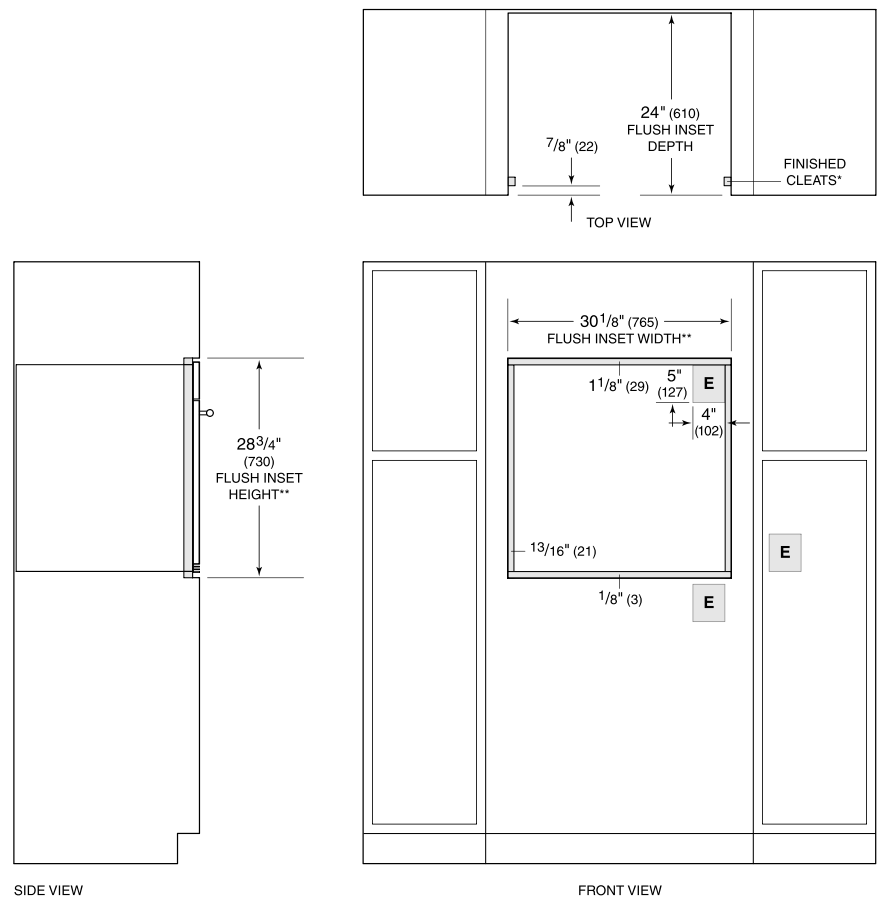 24" (610)
FLUSH INSET
DEPTH
7/8" (22)
FINISHED
CLEATS*
TOP VIEW
30 1/8" (765)
FLUSH INSET WIDTH**
1 1/8" (29)
5"
(127)
E
4"
(102)
28 3/4"
(730)
FLUSH INSET
HEIGHT**
13/16" (21)
E
1/8" (3)
E
SIDE VIEW
FRONT VIEW